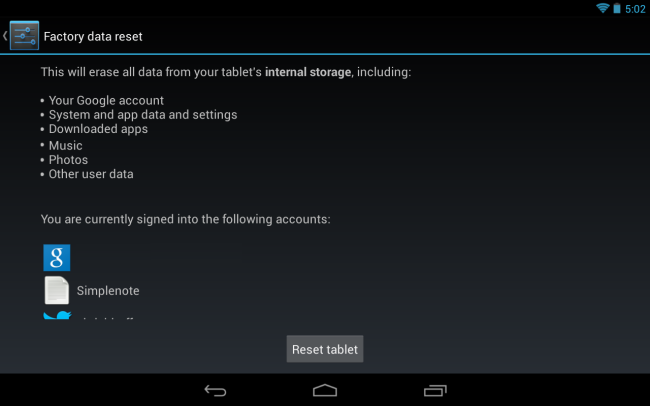 5:02
Factory data reset
This will erase all data from your tablet's internal storage, including:
• Your Google account
• System and app data and settings
• Downloaded apps
• Music
• Photos
• Other user data
You are currently signed into the following accounts:
g
Simplenote
Reset tablet